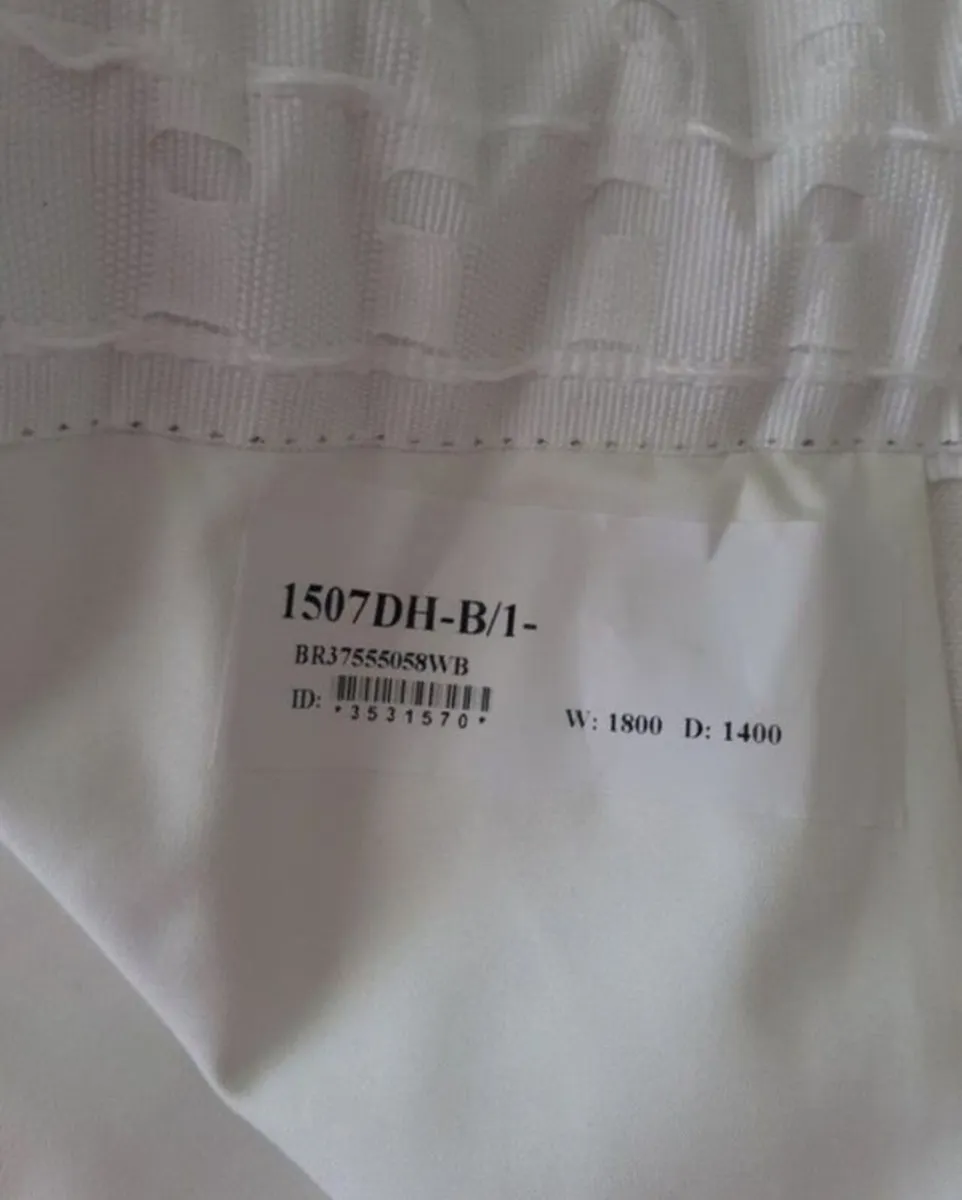 1507DH-B/1-
BR37555058WB
ID:
*3531570*
W: 1800 D: 1400